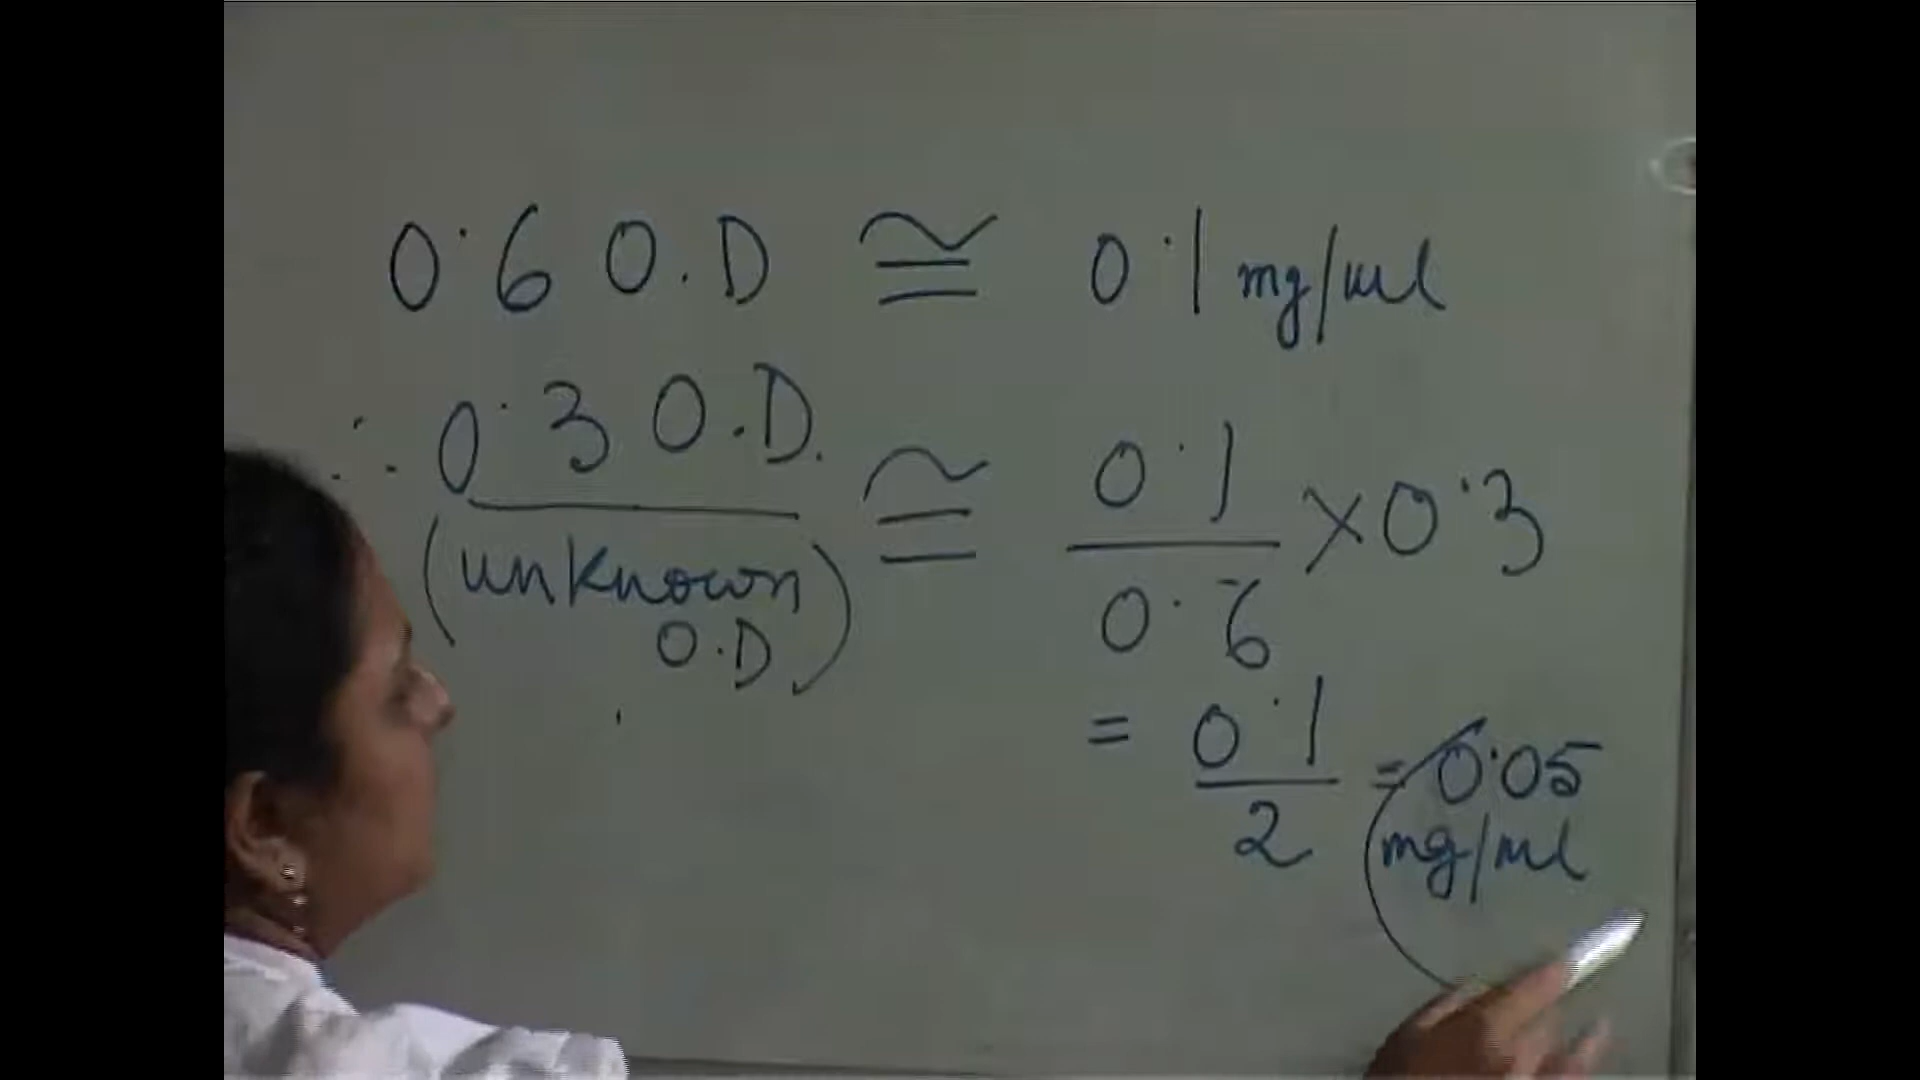 0.6 O.D ≅ 0.1 mg/ml
∴ 0.3 O.D. ≅ 0.1/0.6 × 0.3
(unknown O.D)
= 0.1/2 = 0.05 mg/ml